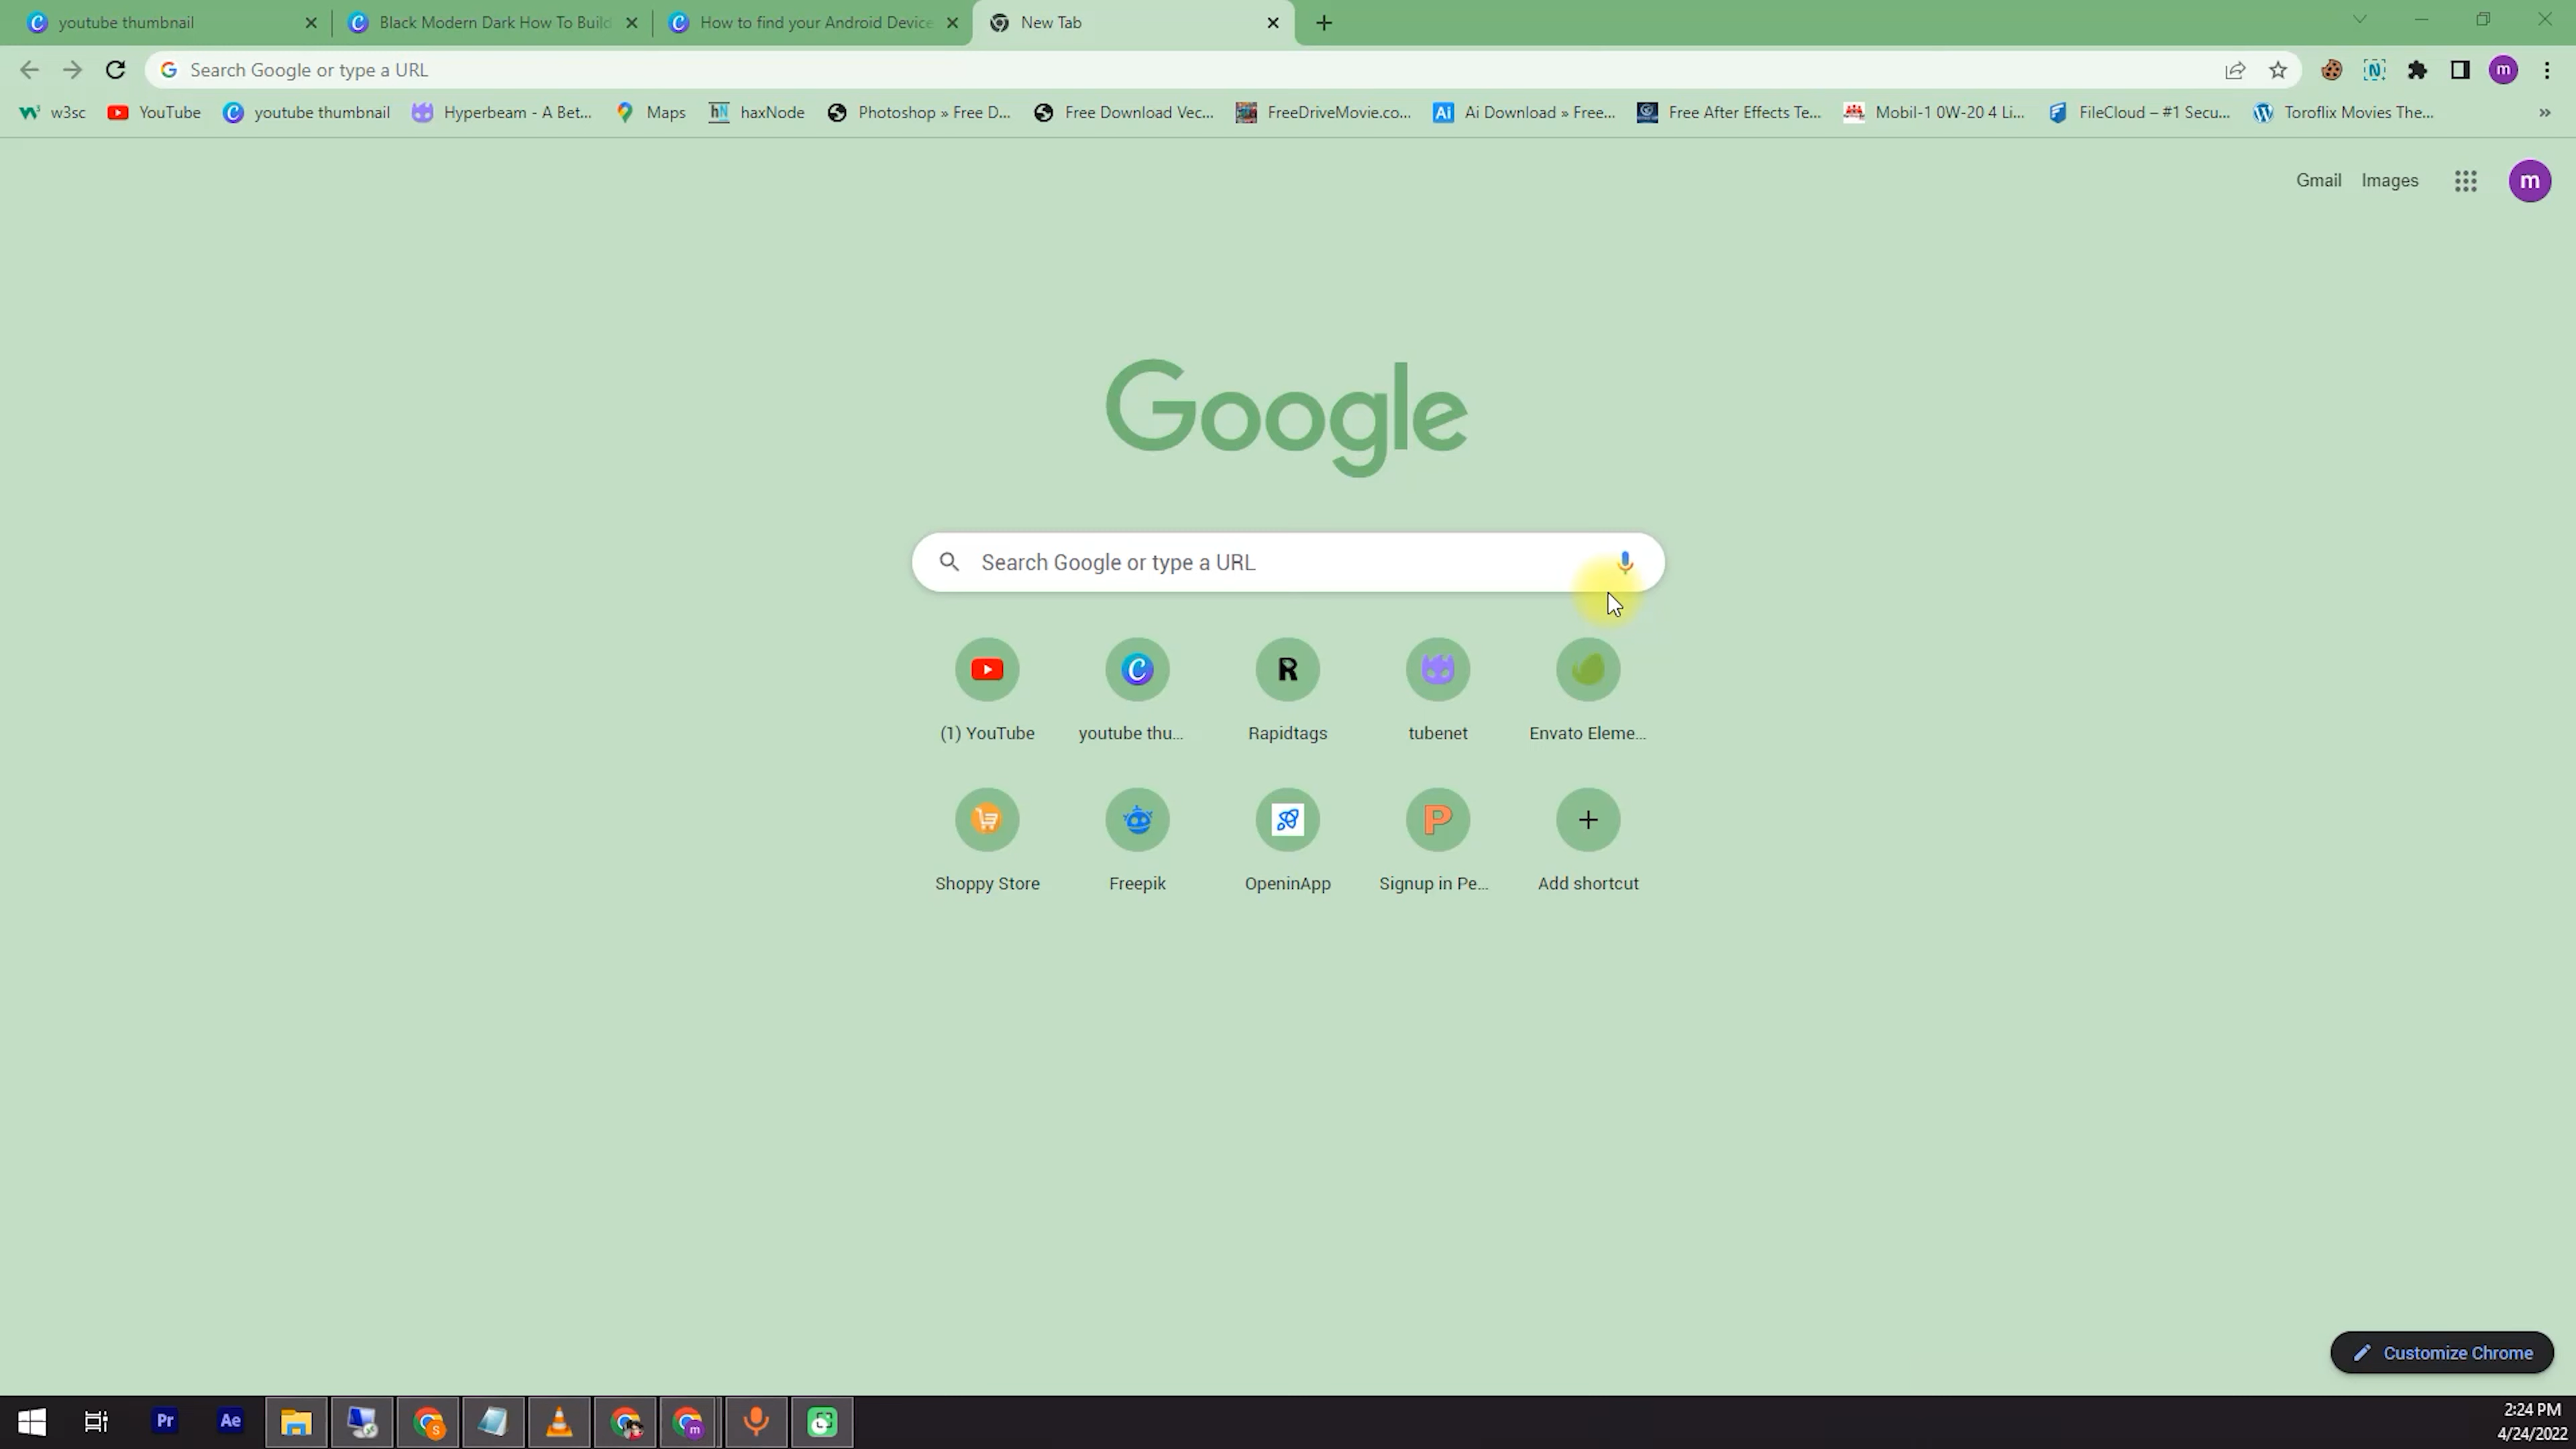 youtube thumbnail
Black Modern Dark How To Build
How to find your Android Device
New Tab
Search Google or type a URL
m
w3sc
YouTube
youtube thumbnail
Hyperbeam - A Bet...
Maps
haxNode
Photoshop » Free D...
Free Download Vec...
FreeDriveMovie.co...
Ai Download » Free...
Free After Effects Te...
Mobil-1 0W-20 4 Li...
FileCloud – #1 Secu...
Toroflix Movies The...
»
Gmail
Images
m
Google
Search Google or type a URL
(1) YouTube
youtube thu...
Rapidtags
tubenet
Envato Eleme...
Shoppy Store
Freepik
OpeninApp
Signup in Pe...
Add shortcut
Customize Chrome
Pr
Ae
2:24 PM
4/24/2022